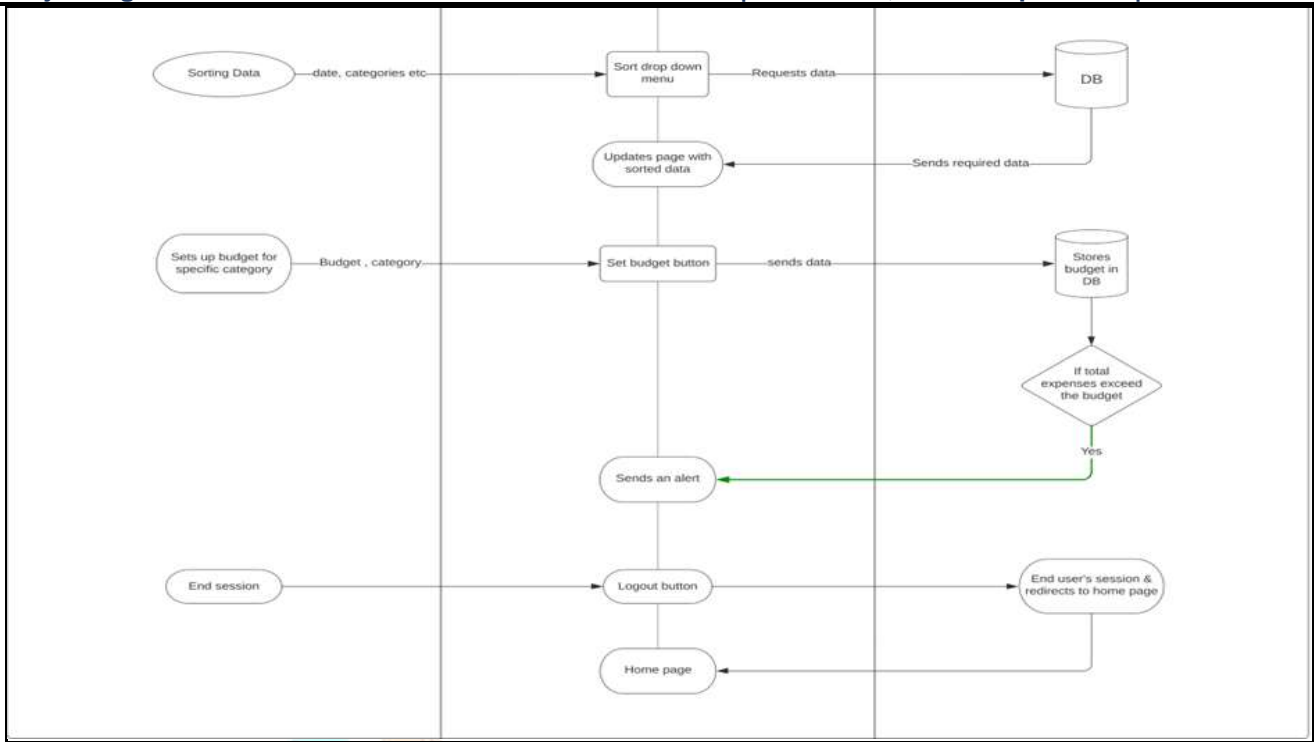 Sorting Data
date, categories etc
Sort drop down
menu
Requests data
DB
Updates page with
sorted data
Sends required data
Sets up budget for
specific category
Budget , category
Set budget button
sends data
Stores
budget in
DB
If total
expenses exceed
the budget
Yes
Sends an alert
End session
Logout button
End user's session &
redirects to home page
Home page